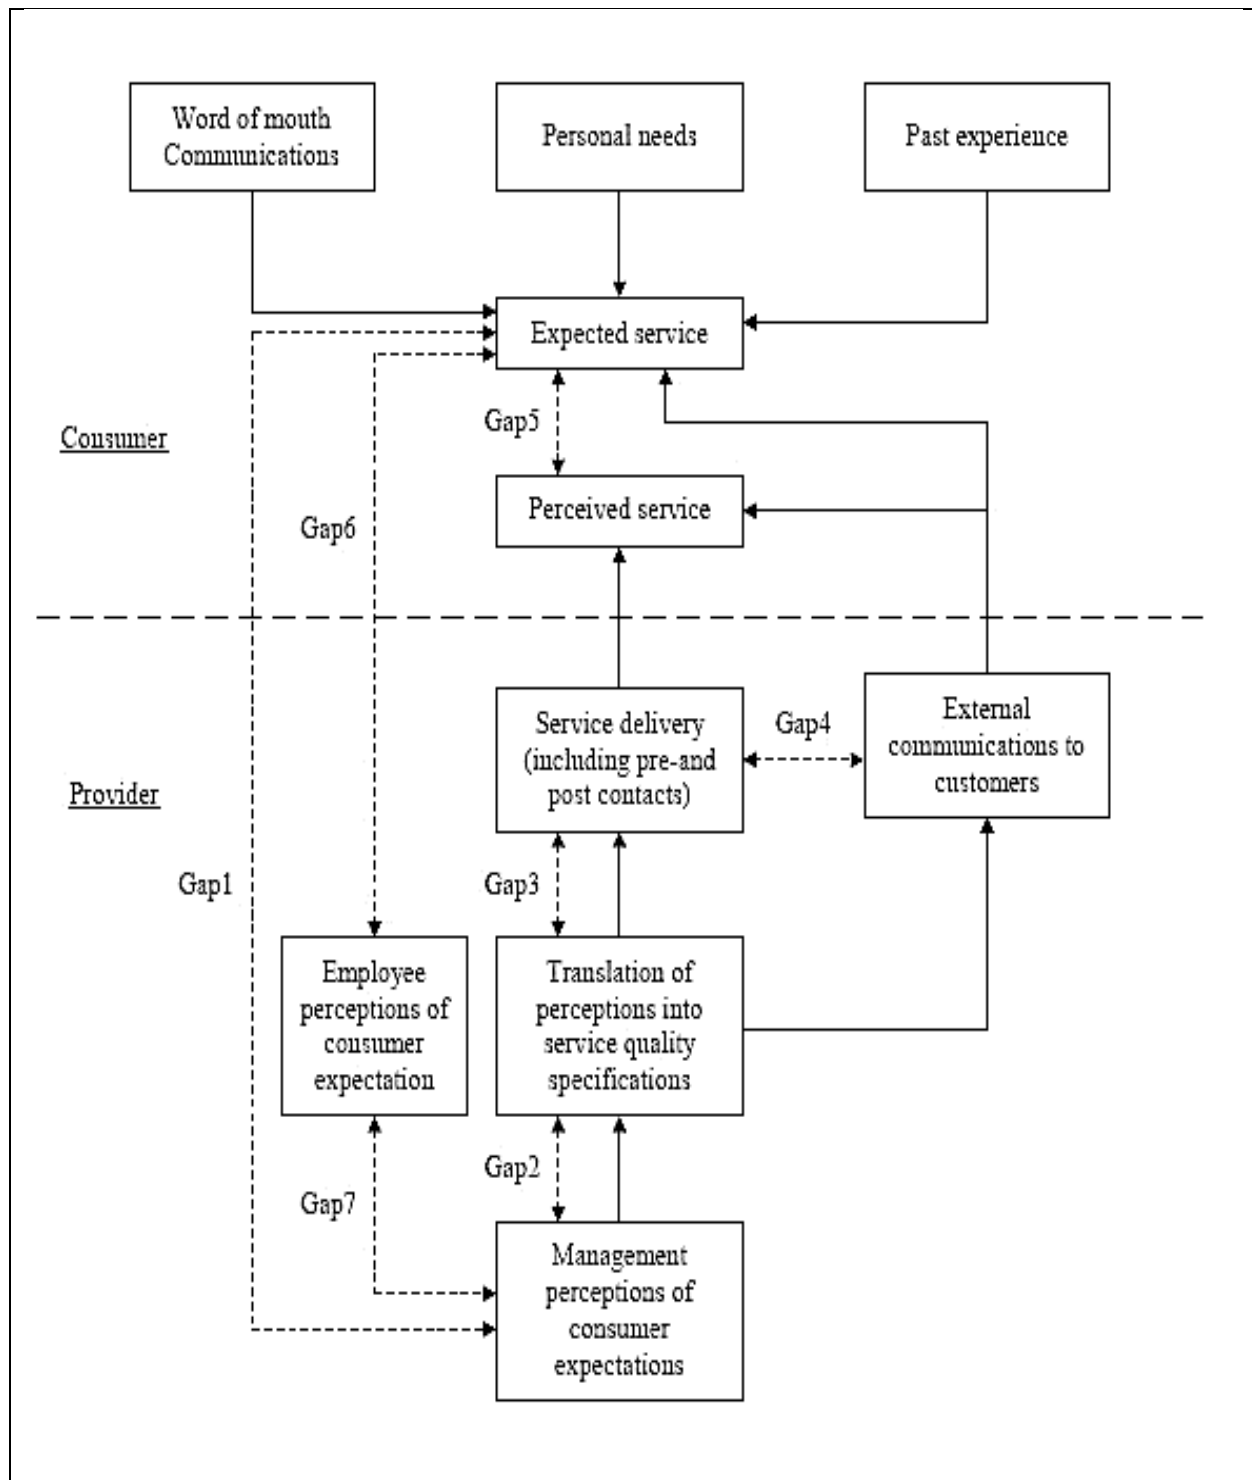 Word of mouth
Communications
Personal needs
Past experience
Expected service
Gap5
Consumer
Perceived service
Gap6
Service delivery
(including pre-and
post contacts)
Gap4
External
communications to
customers
Provider
Gap1
Gap3
Employee
perceptions of
consumer
expectation
Translation of
perceptions into
service quality
specifications
Gap2
Gap7
Management
perceptions of
consumer
expectations